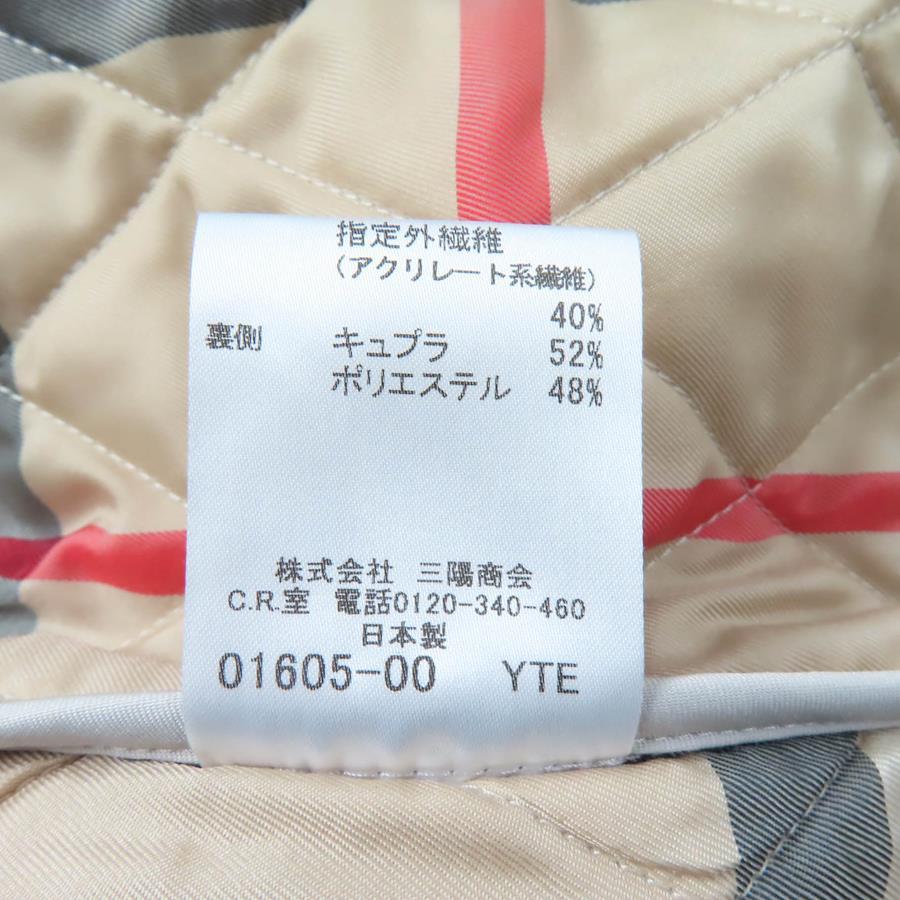 指定外繊維
(アクリレート系繊維)
40%
裏側 キュプラ 52%
ポリエステル 48%
株式会社 三陽商会
C.R.室 電話0120-340-460
日本製
01605-00 YTE